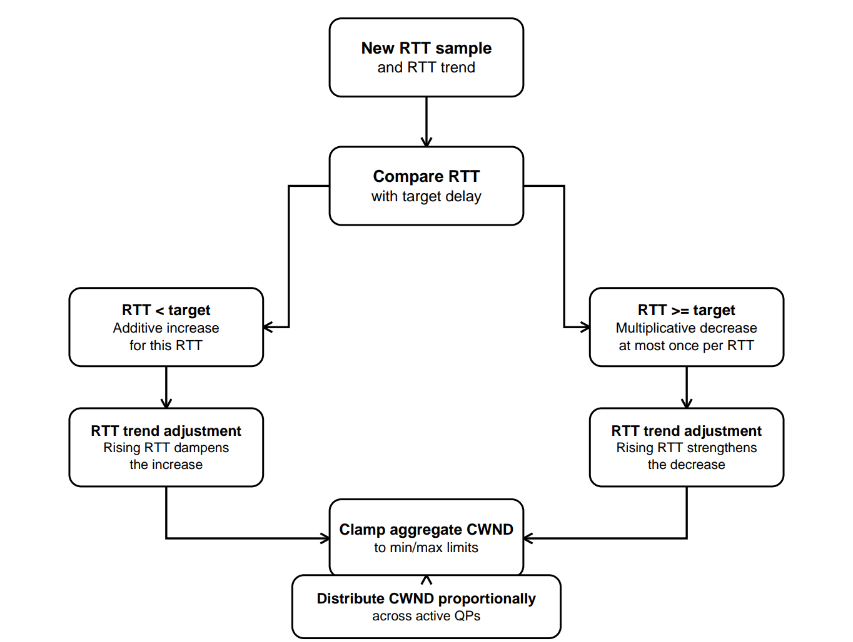 New RTT sample
and RTT trend
Compare RTT
with target delay
RTT < target
Additive increase
for this RTT
RTT >= target
Multiplicative decrease
at most once per RTT
RTT trend adjustment
Rising RTT dampens
the increase
RTT trend adjustment
Rising RTT strengthens
the decrease
Clamp aggregate CWND
to min/max limits
Distribute CWND proportionally
across active QPs